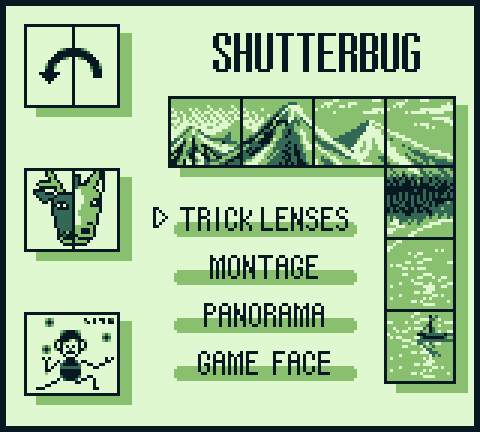 SHUTTERBUG
TRICK LENSES
MONTAGE
PANORAMA
GAME FACE